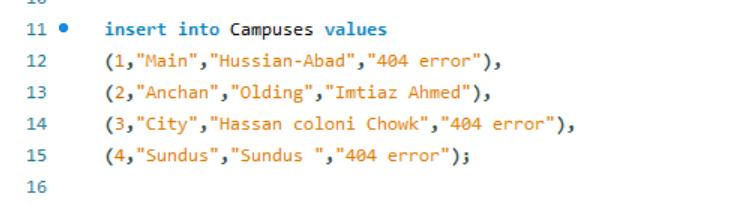 11 insert into Campuses values
12 (1,"Main","Hussian-Abad","404 error"),
13 (2,"Anchan","Olding","Imtiaz Ahmed"),
14 (3,"City","Hassan coloni Chowk","404 error"),
15 (4,"Sundus","Sundus ","404 error");
16